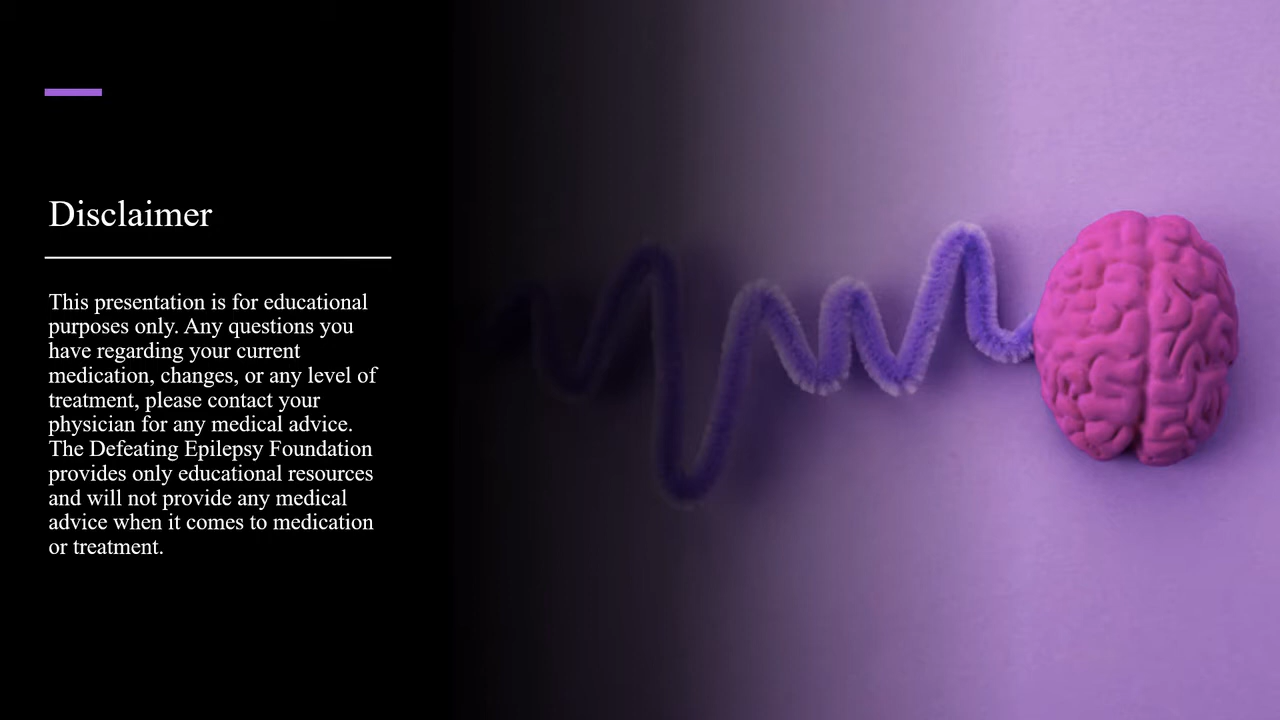 Disclaimer
This presentation is for educational
purposes only. Any questions you
have regarding your current
medication, changes, or any level of
treatment, please contact your
physician for any medical advice.
The Defeating Epilepsy Foundation
provides only educational resources
and will not provide any medical
advice when it comes to medication
or treatment.